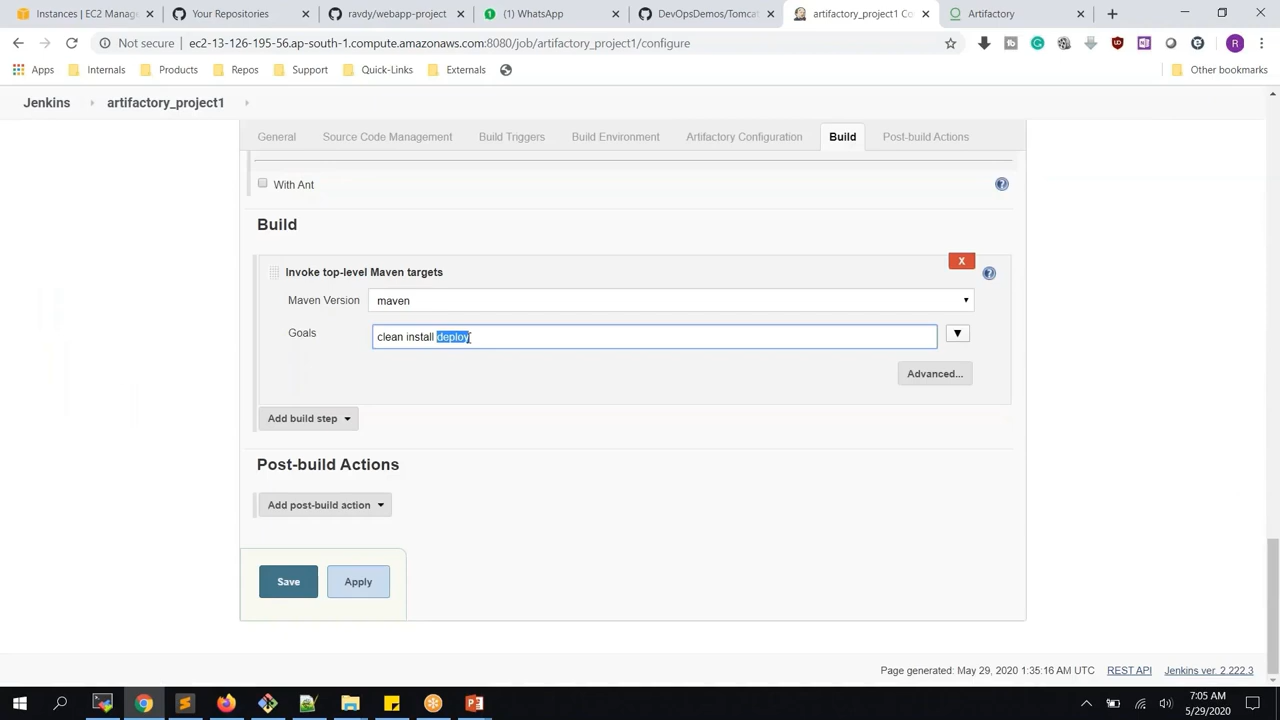 Instances | EC2 Manag
Your Repositories
ravdy/webapp-project
(1) WhatsApp
DevOpsDemos/Tomcat
artifactory_project1 Co
Artifactory
Not secure | ec2-13-126-195-56.ap-south-1.compute.amazonaws.com:8080/job/artifactory_project1/configure
R
Apps
Internals
Products
Repos
Support
Quick-Links
Externals
Other bookmarks
Jenkins
artifactory_project1
General
Source Code Management
Build Triggers
Build Environment
Artifactory Configuration
Build
Post-build Actions
With Ant
Build
Invoke top-level Maven targets
X
Maven Version
maven
Goals
clean install deploy
Advanced...
Add build step
Post-build Actions
Add post-build action
Save
Apply
Page generated: May 29, 2020 1:35:16 AM UTC
REST API
Jenkins ver. 2.222.3
7:05 AM
5/29/2020